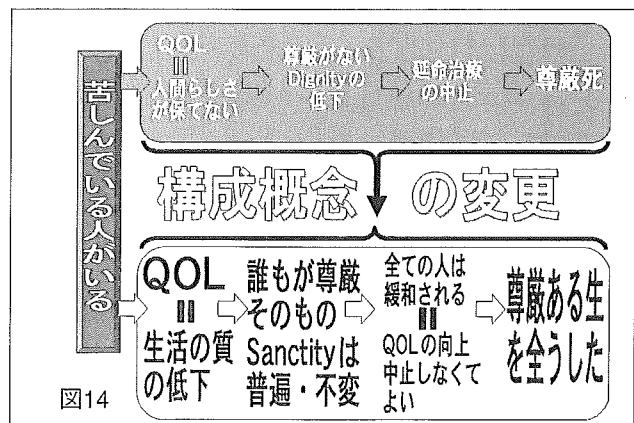 苦しんでいる人がいる
QOL
=
人間らしさ
が保てない
尊厳がない
Dignityの
低下
延命治療
の中止
尊厳死
構成概念の変更
QOL
=
生活の質
の低下
誰もが尊厳
そのもの
Sanctityは
普遍・不変
全ての人は
緩和される
=
QOLの向上
中止しなくて
よい
尊厳ある生
を全うした
図14